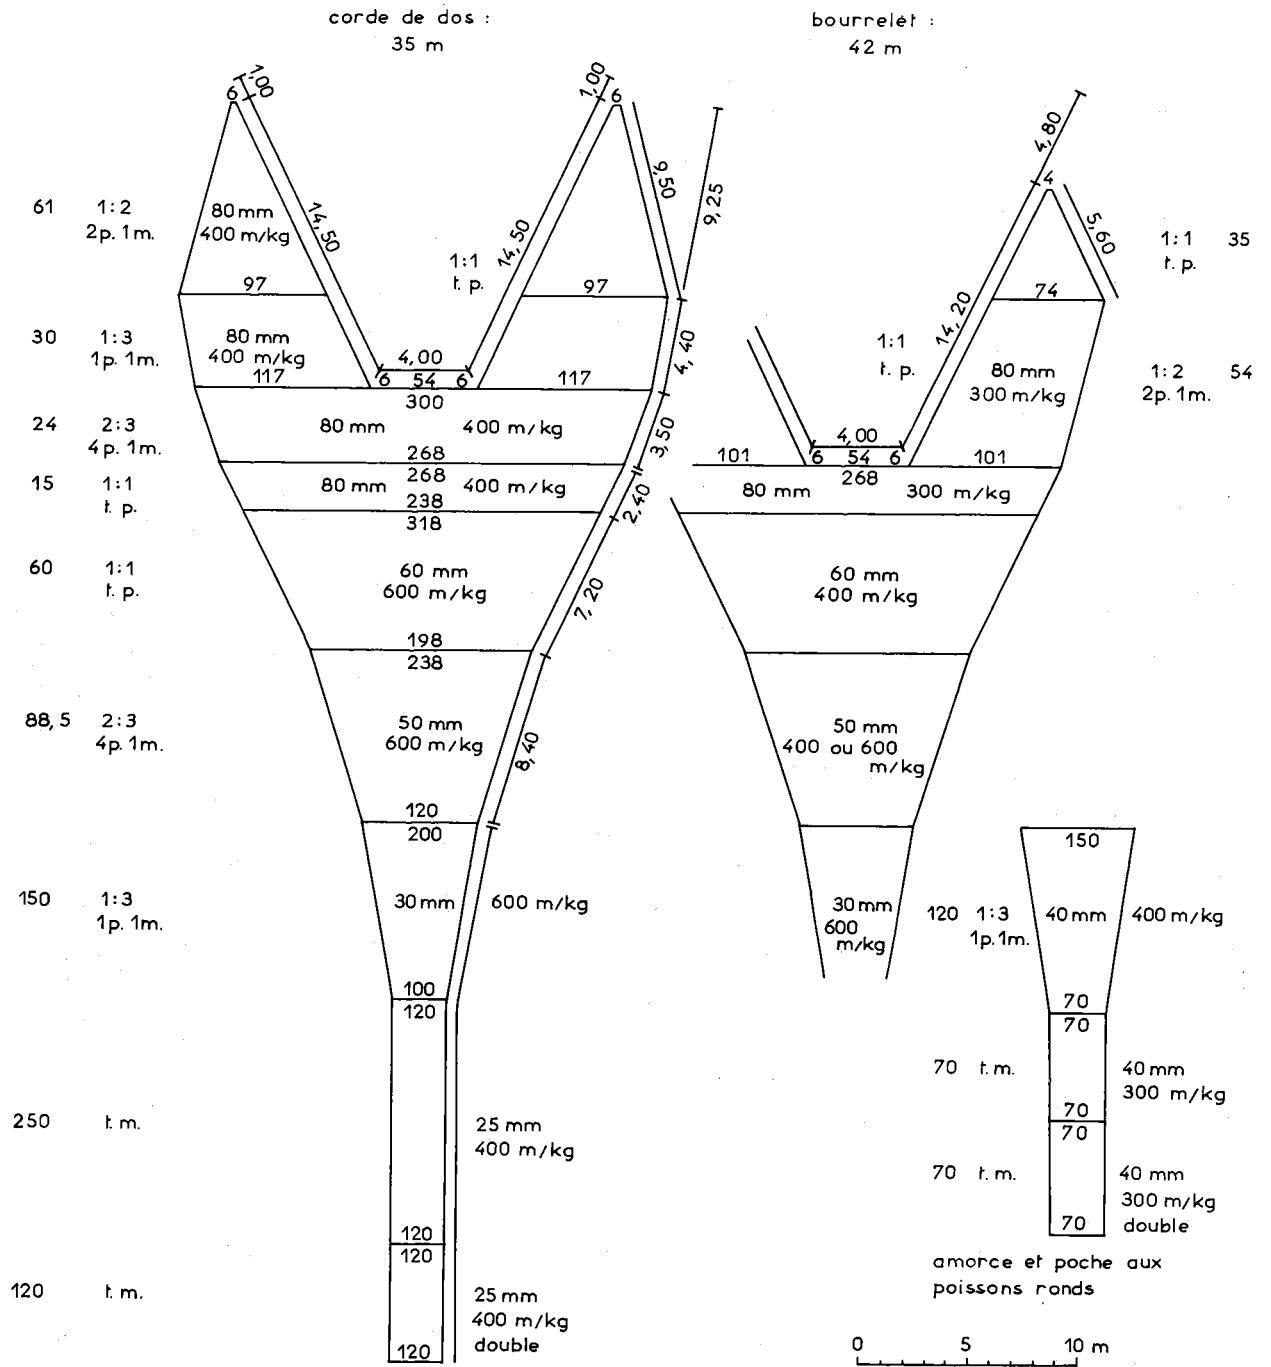 corde de dos :
35 m
bourrelet :
42 m
1,00
6
1,00
6
4,80
4
61 1:2
2p. 1m.
80 mm
400 m/kg
14,50
14,50
1:1
t. p.
9,50
9,25
5,60
1:1 35
t. p.
97
97
74
30 1:3
1p. 1m.
80 mm
400 m/kg
117
4,00
6 54 6
117
300
4,40
1:1
t. p.
14,20
80 mm
300 m/kg
1:2 54
2p. 1m.
24 2:3
4p. 1m.
80 mm 400 m/kg
268
3,50
4,00
101 6 54 6 101
268
15 1:1
t. p.
268
80 mm 400 m/kg
238
2,40
80 mm 300 m/kg
318
60 1:1
t. p.
60 mm
600 m/kg
198
7,20
60 mm
400 m/kg
238
88,5 2:3
4p. 1m.
50 mm
600 m/kg
120
8,40
50 mm
400 ou 600
m/kg
200
150 1:3
1p. 1m.
30 mm 600 m/kg
100
30 mm
600
m/kg
150
120 1:3
1p. 1m.
40 mm 400 m/kg
70
120
250 t. m.
25 mm
400 m/kg
120
70
70 t. m.
40 mm
300 m/kg
70
70
70 t. m.
40 mm
300 m/kg
double
70
120
120 t. m.
25 mm
400 m/kg
double
120
amorce et poche aux
poissons ronds
0 5 10 m